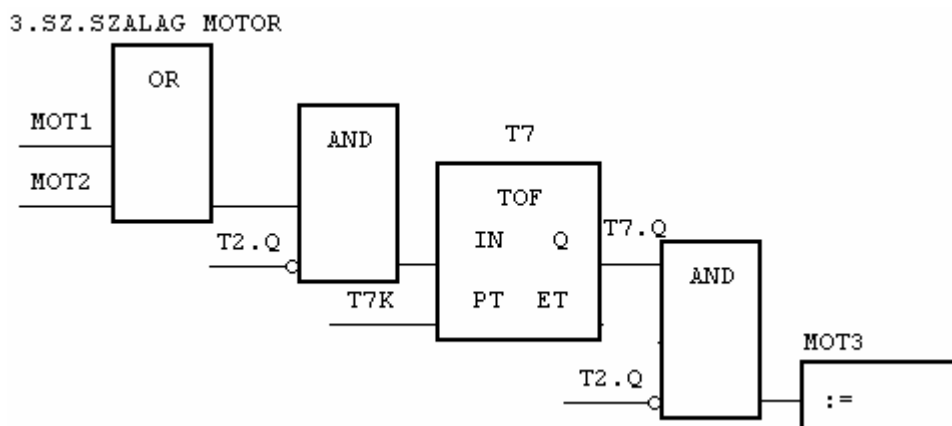 3.SZ.SZALAG MOTOR
OR
MOT1
AND
T7
MOT2
TOF
T2.Q
IN Q
T7.Q
AND
T7K
PT ET
MOT3
T2.Q
:=